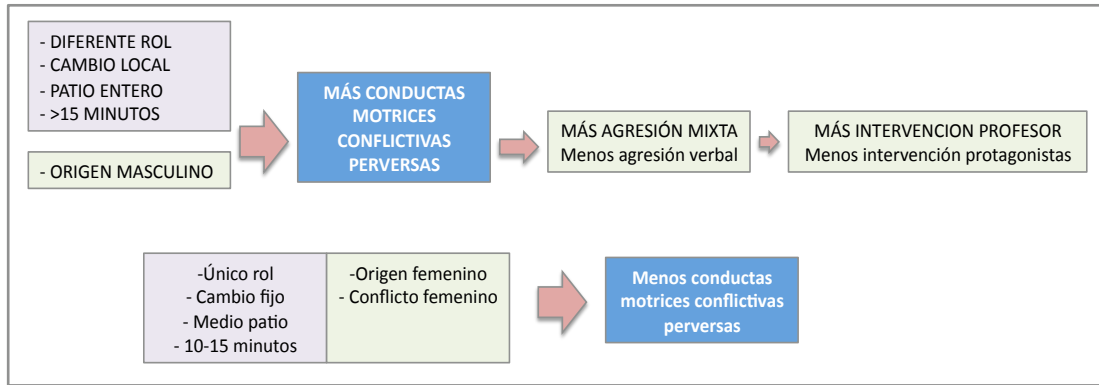 - DIFERENTE ROL
- CAMBIO LOCAL
- PATIO ENTERO
- >15 MINUTOS
- ORIGEN MASCULINO
MÁS CONDUCTAS
MOTRICES
CONFLICTIVAS
PERVERSAS
MÁS AGRESIÓN MIXTA
Menos agresión verbal
MÁS INTERVENCION PROFESOR
Menos intervención protagonistas
-Único rol
- Cambio fijo
- Medio patio
- 10-15 minutos
-Origen femenino
- Conflicto femenino
Menos conductas
motrices conflictivas
perversas